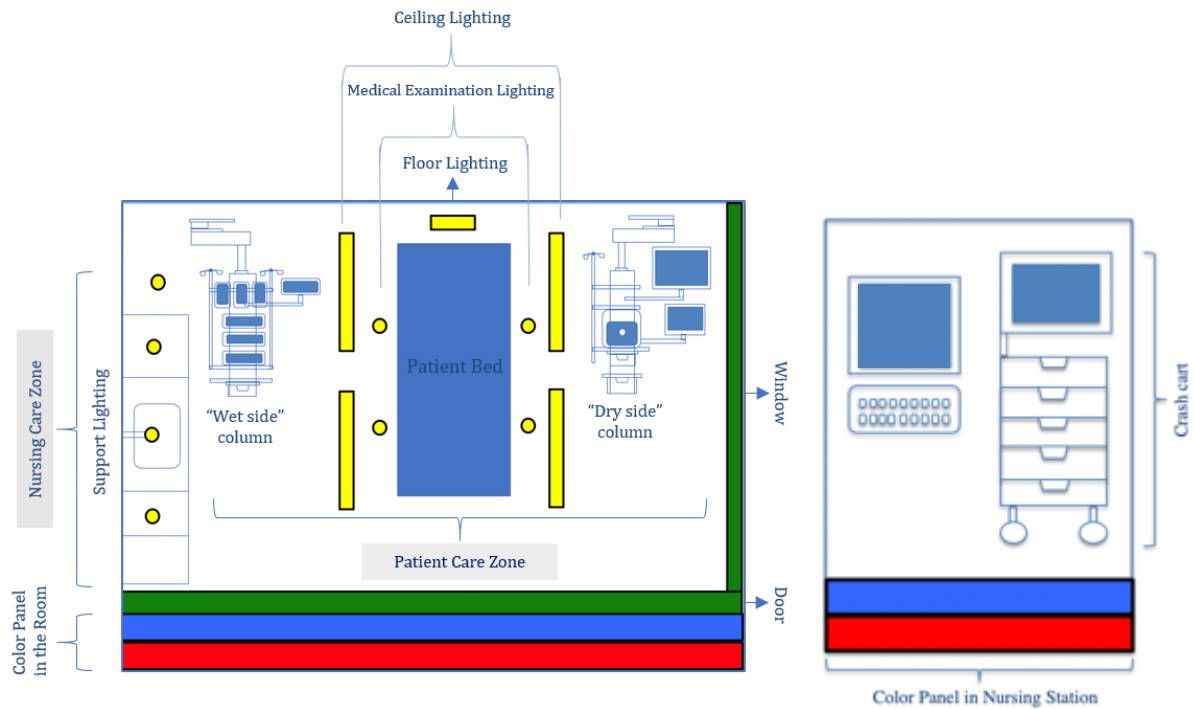 Ceiling Lighting
Medical Examination Lighting
Floor Lighting
Nursing Care Zone
Support Lighting
“Wet side”
column
Patient Bed
“Dry side”
column
Window
Patient Care Zone
Door
Color Panel
in the Room
Crash cart
Color Panel in Nursing Station